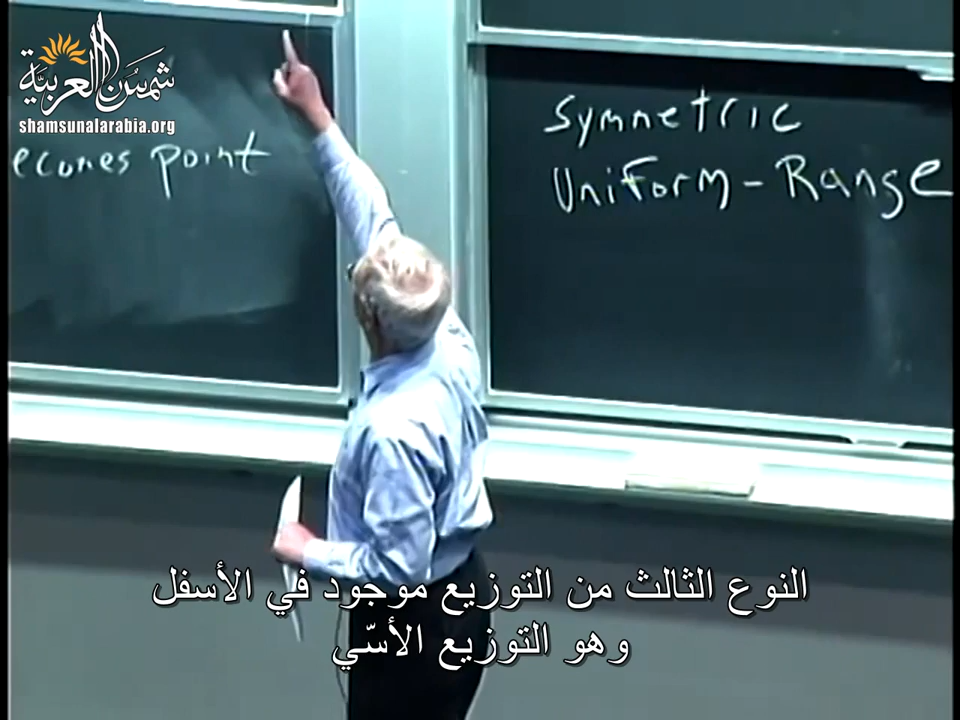 شمس العربية
shamsunalarabia.org
ecomes point
Symmetric
Uniform-Range
النوع الثالث من التوزيع موجود في الأسفل
وهو التوزيع الأسّي